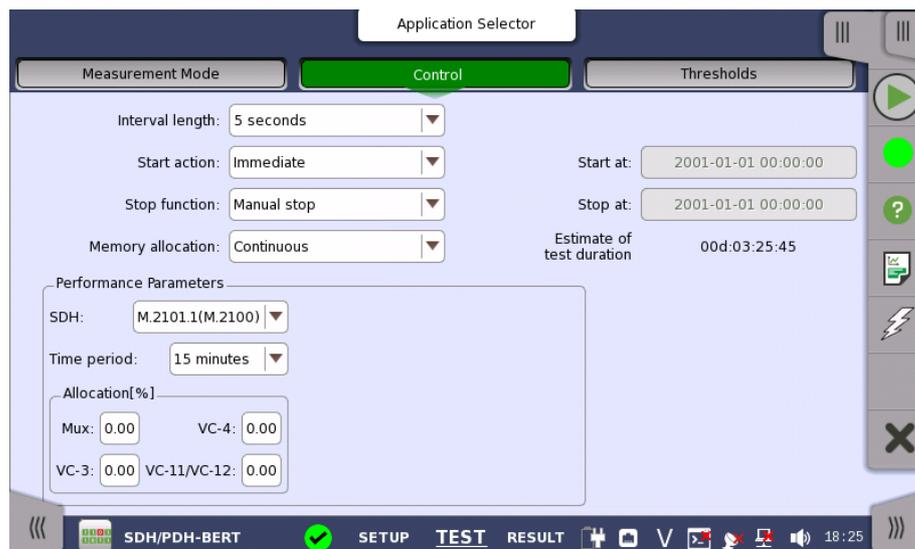 Application Selector
Measurement Mode
Control
Thresholds
Interval length: 5 seconds
Start action: Immediate
Start at: 2001-01-01 00:00:00
Stop function: Manual stop
Stop at: 2001-01-01 00:00:00
Memory allocation: Continuous
Estimate of
test duration
00d:03:25:45
Performance Parameters
SDH: M.2101.1(M.2100)
Time period: 15 minutes
Allocation[%]
Mux: 0.00 VC-4: 0.00
VC-3: 0.00 VC-11/VC-12: 0.00
SDH/PDH-BERT SETUP TEST RESULT V 18:25